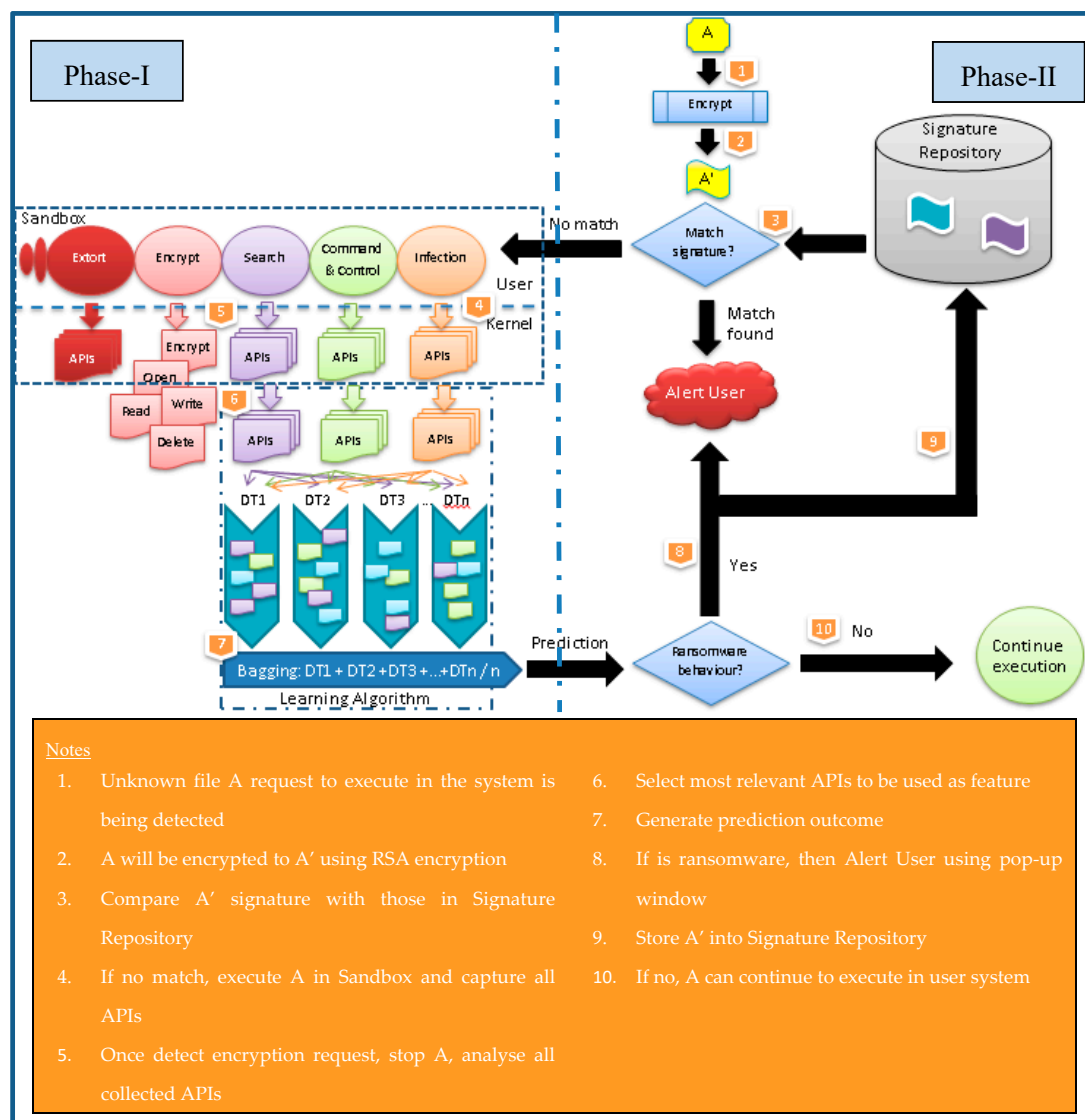 Phase-I
Phase-II
A
1
Encrypt
2
A'
Signature
Repository
3
Match
signature?
No match
Sandbox
Extort
Encrypt
Search
Command
& Control
Infection
User
4
5
Kernel
APIs
Encrypt
Open
Read
Write
Delete
APIs
APIs
APIs
Match
found
Alert User
6
APIs
APIs
APIs
9
DT1
DT2
DT3
...
DTn
8
Yes
7
Bagging: DT1 + DT2 +DT3 +...+DTn / n
Learning Algorithm
Prediction
Ransomware
behaviour?
10
No
Continue
execution
Notes
1. Unknown file A request to execute in the system is
being detected
2. A will be encrypted to A’ using RSA encryption
3. Compare A’ signature with those in Signature
Repository
4. If no match, execute A in Sandbox and capture all
APIs
5. Once detect encryption request, stop A, analyse all
collected APIs
6. Select most relevant APIs to be used as feature
7. Generate prediction outcome
8. If is ransomware, then Alert User using pop-up
window
9. Store A’ into Signature Repository
10. If no, A can continue to execute in user system